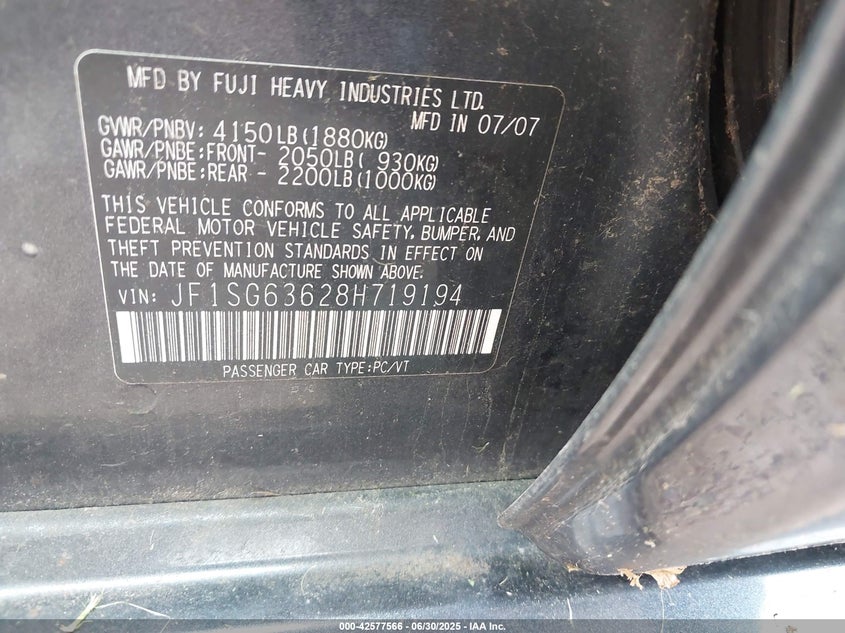 MFD BY FUJI HEAVY INDUSTRIES LTD.
MFD IN 07/07
GVWR/PNBV: 4150LB(1880KG)
GAWR/PNBE:FRONT- 2050LB( 930KG)
GAWR/PNBE:REAR - 2200LB(1000KG)
THIS VEHICLE CONFORMS TO ALL APPLICABLE
FEDERAL MOTOR VEHICLE SAFETY, BUMPER, AND
THEFT PREVENTION STANDARDS IN EFFECT ON
THE DATE OF MANUFACTURE SHOWN ABOVE.
VIN: JF1SG63628H719194
PASSENGER CAR TYPE:PC/VT
000-42577566 - 06/30/2025 - IAA Inc.